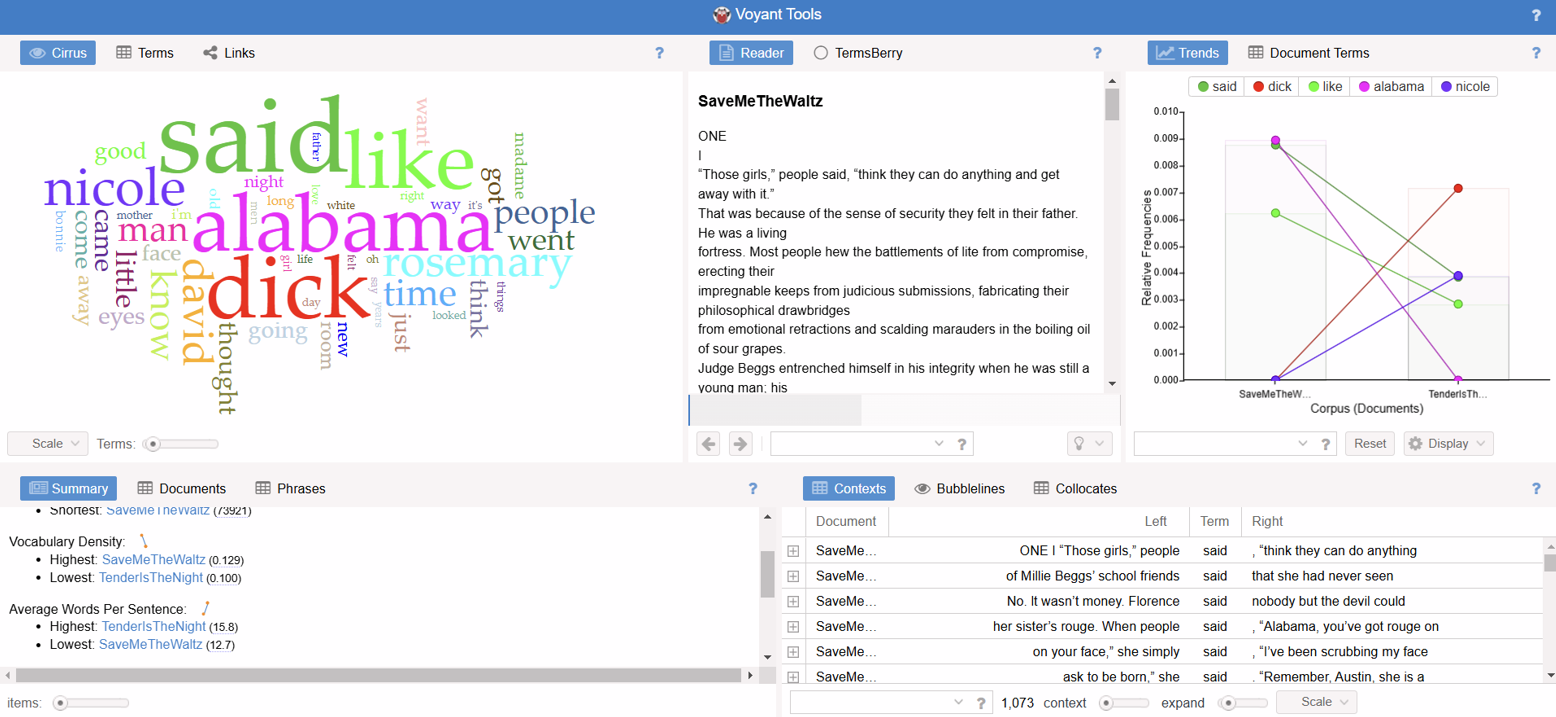 Voyant Tools
?
Cirrus
Terms
Links
?
said
like
alabama
dick
nicole
rosemary
people
man
time
david
good
want
father
madame
got
night
love
right
old
long
men
white
way
it's
went
bonnie
come
came
mother
i'm
face
little
girl
life
felt
oh
away
eyes
know
day
say
years
looked
think
things
going
room
new
just
thought
Scale
Terms:
Reader
TermsBerry
?
SaveMeTheWaltz
ONE
I
“Those girls,” people said, “think they can do anything and get
away with it.”
That was because of the sense of security they felt in their father.
He was a living
fortress. Most people hew the battlements of life from compromise,
erecting their
impregnable keeps from judicious submissions, fabricating their
philosophical drawbridges
from emotional retractions and scalding marauders in the boiling oil
of sour grapes.
Judge Beggs entrenched himself in his integrity when he was still a
young man; his
?
Trends
Document Terms
?
said
dick
like
alabama
nicole
Relative Frequencies
0.010
0.009
0.008
0.007
0.006
0.005
0.004
0.003
0.002
0.001
0.000
SaveMeTheW…
TenderIsTh…
Corpus (Documents)
?
Reset
Display
Summary
Documents
Phrases
?
Shortest: SaveMeTheWaltz (73921)
Vocabulary Density:
Highest: SaveMeTheWaltz (0.129)
Lowest: TenderIsTheNight (0.100)
Average Words Per Sentence:
Highest: TenderIsTheNight (15.8)
Lowest: SaveMeTheWaltz (12.7)
items:
Contexts
Bubblelines
Collocates
?
Document Left Term Right
SaveMe… ONE I “Those girls,” people said , “think they can do anything
SaveMe… of Millie Beggs’ school friends said that she had never seen
SaveMe… No. It wasn’t money. Florence said nobody but the devil could
SaveMe… her sister’s rouge. When people said , “Alabama, you’ve got rouge on
SaveMe… on your face,” she simply said , “I’ve been scrubbing my face
SaveMe… ask to be born,” she said . “Remember, Austin, she is a
? 1,073 context expand Scale